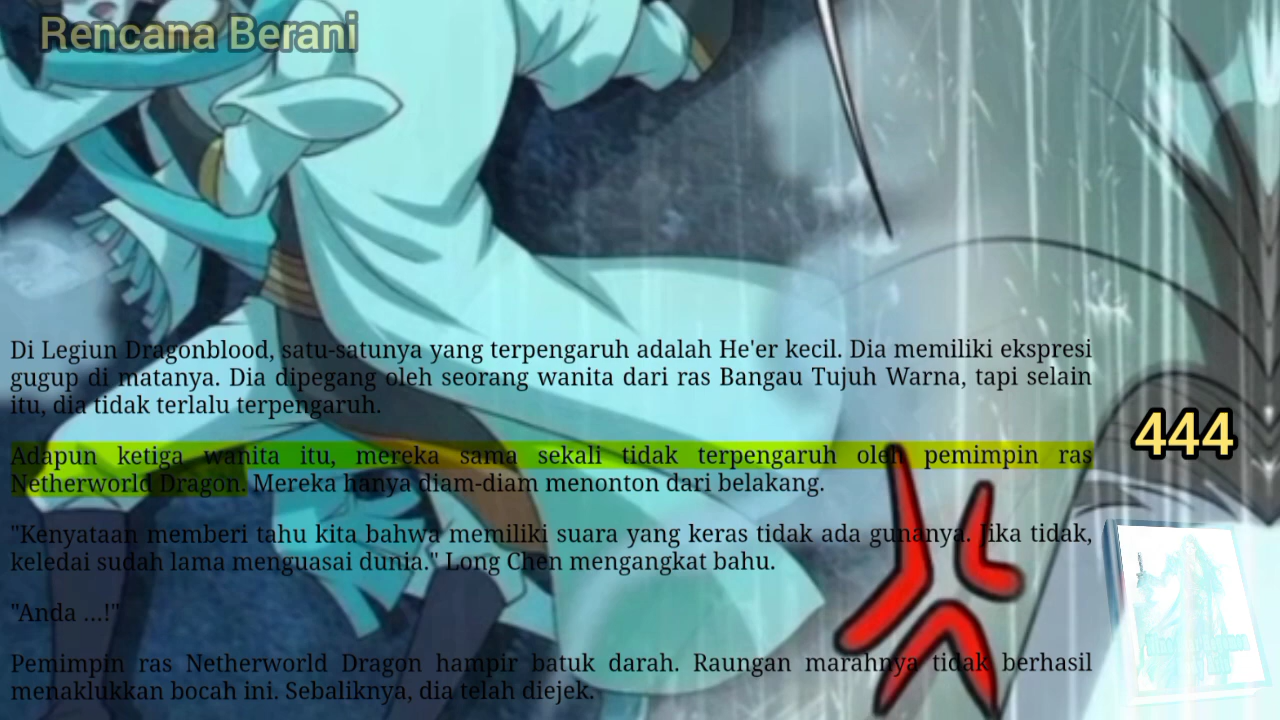 Rencana Berani
Di Legiun Dragonblood, satu-satunya yang terpengaruh adalah He'er kecil. Dia memiliki ekspresi
gugup di matanya. Dia dipegang oleh seorang wanita dari ras Bangau Tujuh Warna, tapi selain
itu, dia tidak terlalu terpengaruh.
Adapun ketiga wanita itu, mereka sama sekali tidak terpengaruh oleh pemimpin ras
Netherworld Dragon. Mereka hanya diam-diam menonton dari belakang.
444
"Kenyataan memberi tahu kita bahwa memiliki suara yang keras tidak ada gunanya. Jika tidak,
keledai sudah lama menguasai dunia." Long Chen mengangkat bahu.
"Anda ...!"
Pemimpin ras Netherworld Dragon hampir batuk darah. Raungan marahnya tidak berhasil
menaklukkan bocah ini. Sebaliknya, dia telah diejek.